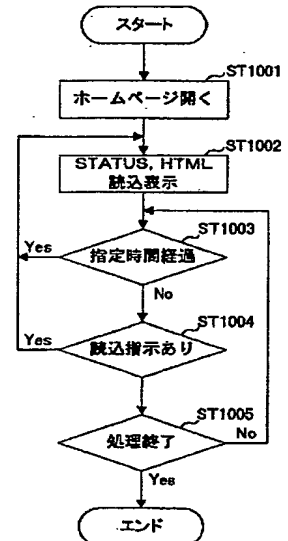 スタート
ST1001
ホームページ開く
ST1002
STATUS, HTML
読込表示
ST1003
Yes
指定時間経過
No
ST1004
Yes
読込指示あり
ST1005
処理終了
No
Yes
エンド